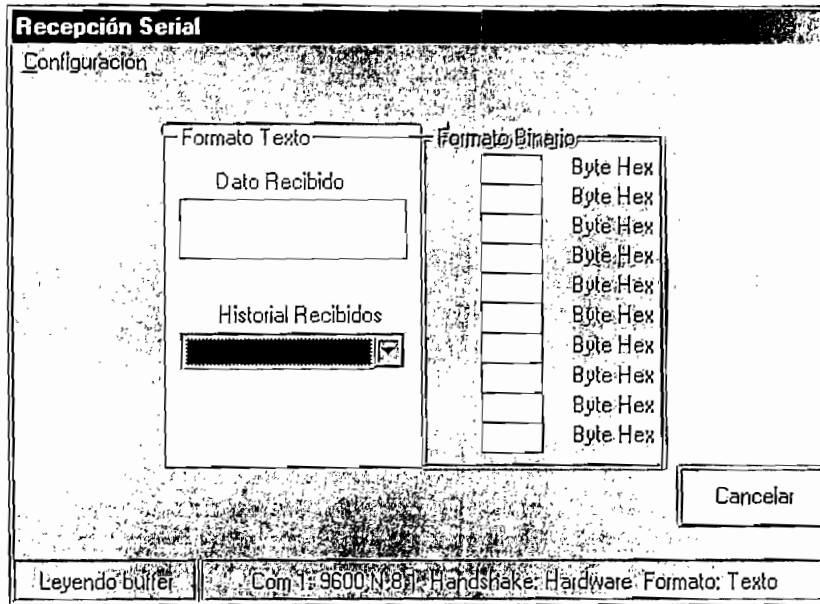 Recepción Serial
Configuración
Formato Texto
Dato Recibido
Historial Recibidos
Formato Binario
Byte Hex
Byte Hex
Byte Hex
Byte Hex
Byte Hex
Byte Hex
Byte Hex
Byte Hex
Byte Hex
Byte Hex
Cancelar
Leyendo buffer
Com 1: 9600,N,8,1 Handshake: Hardware Formato: Texto